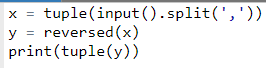 x = tuple(input().split(','))
y = reversed(x)
print(tuple(y))